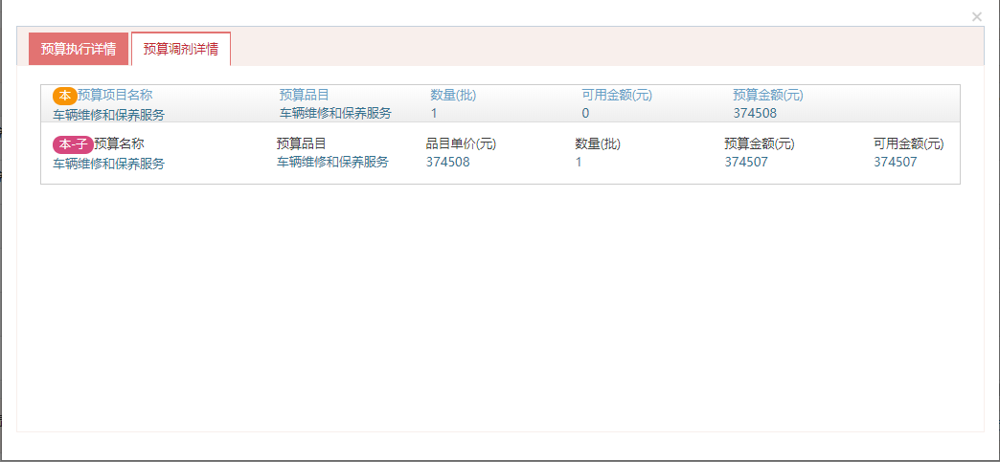 ×
预算执行详情 预算调剂详情
本 预算项目名称 预算品目 数量(批) 可用金额(元) 预算金额(元)
车辆维修和保养服务 车辆维修和保养服务 1 0 374508
本-子 预算名称 预算品目 品目单价(元) 数量(批) 预算金额(元) 可用金额(元)
车辆维修和保养服务 车辆维修和保养服务 374508 1 374507 374507